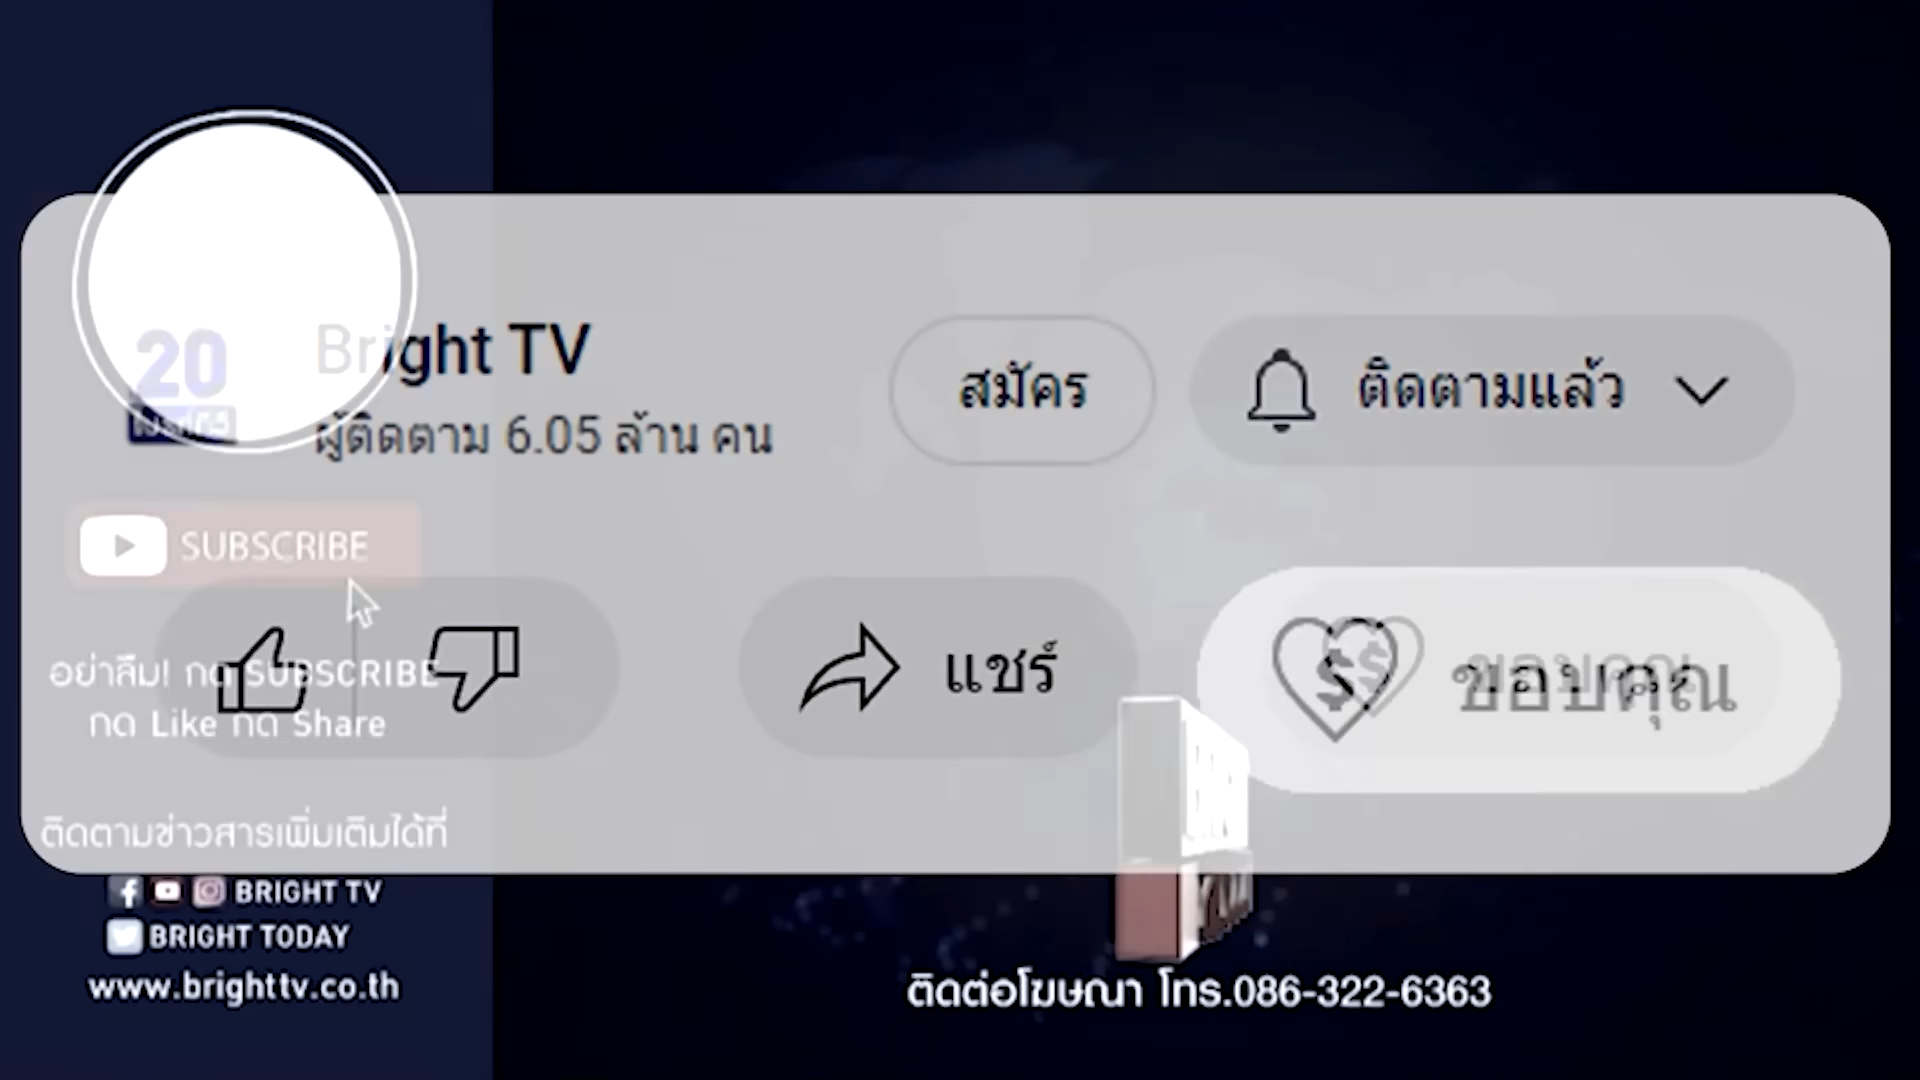 20
Bright TV
ผู้ติดตาม 6.05 ล้าน คน
สมัคร
ติดตามแล้ว
SUBSCRIBE
แชร์
ขอบคุณ
อย่าลืม! กด SUBSCRIBE
กด Like กด Share
ติดตามข่าวสารเพิ่มเติมได้ที่
BRIGHT TV
BRIGHT TODAY
www.brighttv.co.th
ติดต่อโฆษณา โทร.086-322-6363